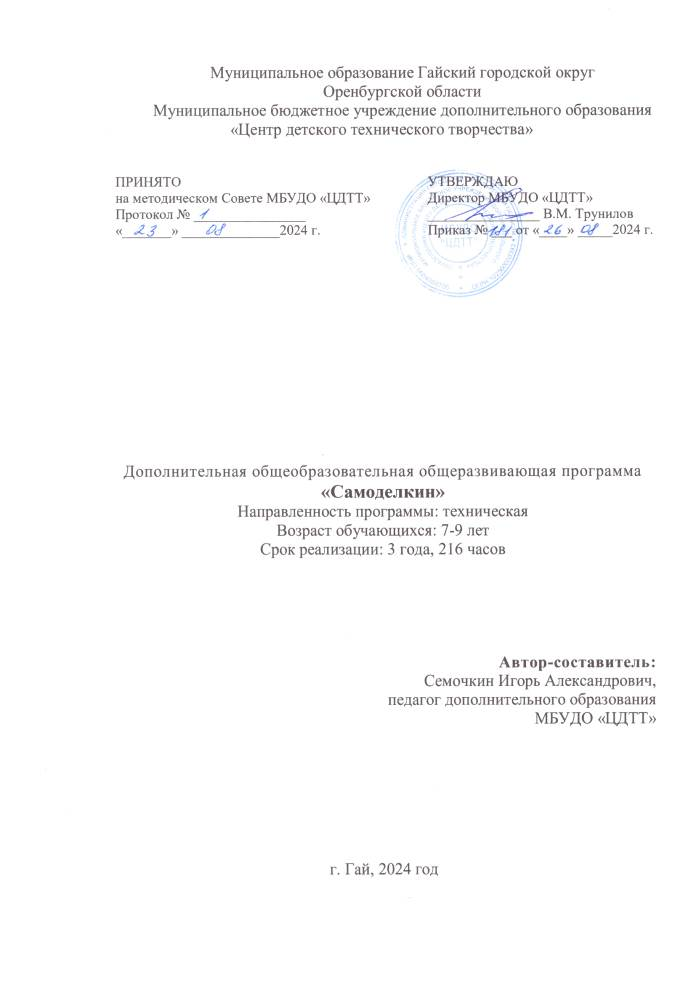 Муниципальное образование Гайский городской округ
Оренбургской области
Муниципальное бюджетное учреждение дополнительного образования
«Центр детского технического творчества»
ПРИНЯТО
на методическом Совете МБУДО «ЦДТТ»
Протокол № 1
«23» 08 2024 г.
УТВЕРЖДАЮ
Директор МБУДО «ЦДТТ»
В.М. Трунилов
Приказ №181 от «26» 08 2024 г.
"ЦДТТ"
Дополнительная общеобразовательная общеразвивающая программа
«Самоделкин»
Направленность программы: техническая
Возраст обучающихся: 7-9 лет
Срок реализации: 3 года, 216 часов
Автор-составитель:
Семочкин Игорь Александрович,
педагог дополнительного образования
МБУДО «ЦДТТ»
г. Гай, 2024 год